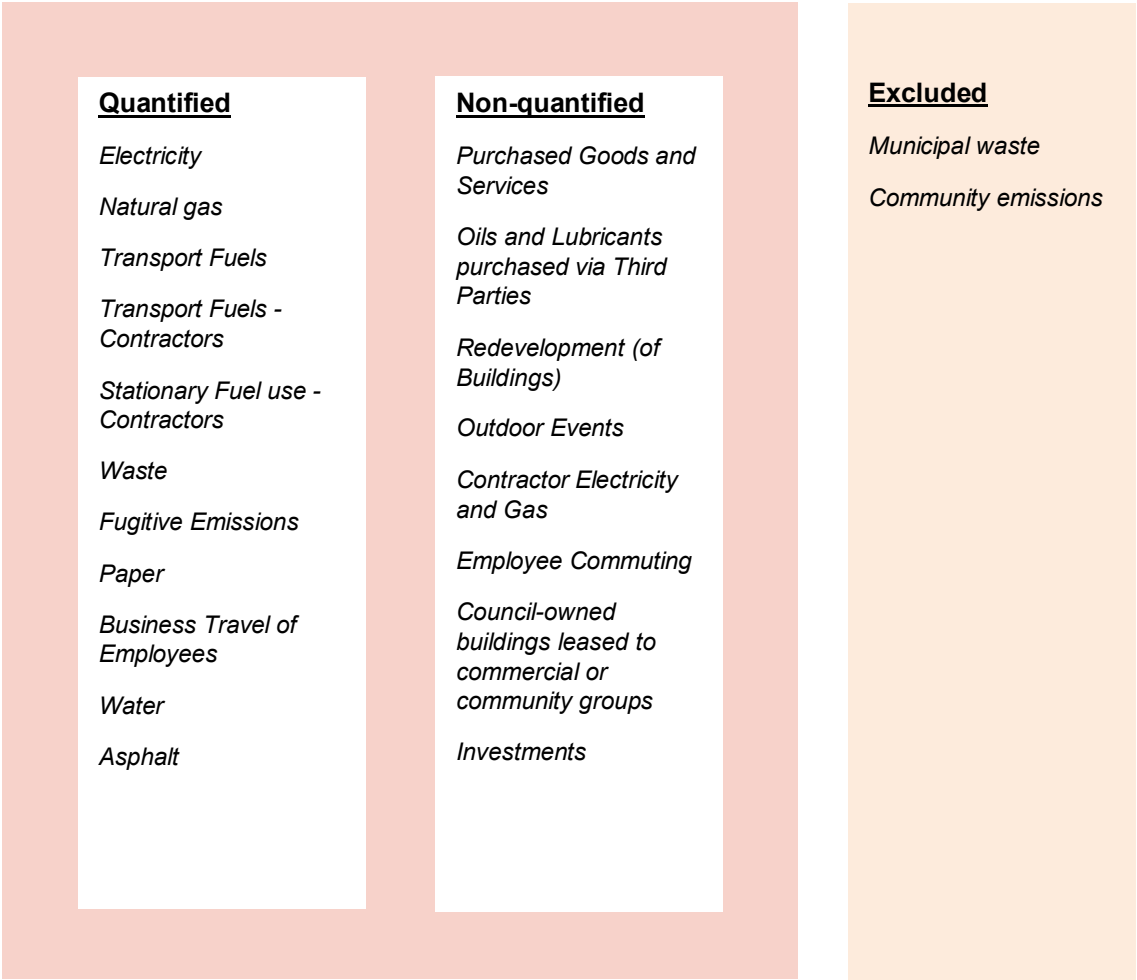 Quantified
Electricity
Natural gas
Transport Fuels
Transport Fuels -
Contractors
Stationary Fuel use -
Contractors
Waste
Fugitive Emissions
Paper
Business Travel of
Employees
Water
Asphalt
Non-quantified
Purchased Goods and
Services
Oils and Lubricants
purchased via Third
Parties
Redevelopment (of
Buildings)
Outdoor Events
Contractor Electricity
and Gas
Employee Commuting
Council-owned
buildings leased to
commercial or
community groups
Investments
Excluded
Municipal waste
Community emissions